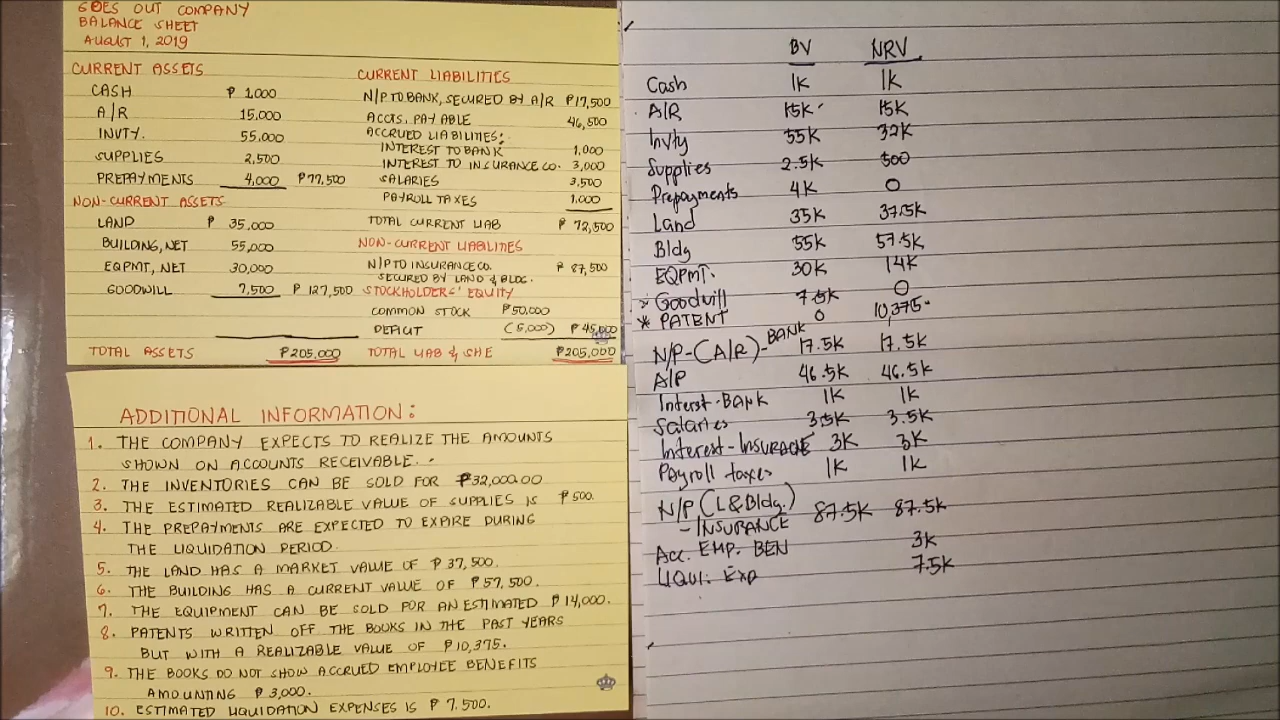 GOES OUT COMPANY
BALANCE SHEET
AUGUST 1, 2019
CURRENT ASSETS
CASH ₱ 1,000
A/R 15,000
INVTY. 55,000
SUPPLIES 2,500
PREPAYMENTS 4,000 ₱77,500
NON-CURRENT ASSETS
LAND ₱ 35,000
BUILDING, NET 55,000
EQPMT, NET 30,000
GOODWILL 7,500 ₱ 127,500
TOTAL ASSETS ₱205,000
CURRENT LIABILITIES
N/P TO BANK, SECURED BY A/R ₱17,500
ACCTS. PAYABLE 46,500
ACCRUED LIABILITIES:
INTEREST TO BANK 1,000
INTEREST TO INSURANCE CO. 3,000
SALARIES 3,500
PAYROLL TAXES 1,000
TOTAL CURRENT LIAB ₱ 72,500
NON-CURRENT LIABILITIES
N/P TO INSURANCE CO. ₱ 87,500
SECURED BY LAND & BLDG.
STOCKHOLDERS' EQUITY
COMMON STOCK ₱50,000
DEFICIT (5,000) ₱45,000
TOTAL LIAB & SHE ₱205,000
ADDITIONAL INFORMATION:
1. THE COMPANY EXPECTS TO REALIZE THE AMOUNTS
SHOWN ON ACCOUNTS RECEIVABLE.
2. THE INVENTORIES CAN BE SOLD FOR ₱32,000.00
3. THE ESTIMATED REALIZABLE VALUE OF SUPPLIES IS ₱500.
4. THE PREPAYMENTS ARE EXPECTED TO EXPIRE DURING
THE LIQUIDATION PERIOD.
5. THE LAND HAS A MARKET VALUE OF ₱ 37,500.
6. THE BUILDING HAS A CURRENT VALUE OF ₱ 57,500.
7. THE EQUIPMENT CAN BE SOLD FOR AN ESTIMATED ₱14,000.
8. PATENTS WRITTEN OFF THE BOOKS IN THE PAST YEARS
BUT WITH A REALIZABLE VALUE OF ₱10,375.
9. THE BOOKS DO NOT SHOW ACCRUED EMPLOYEE BENEFITS
AMOUNTING ₱ 3,000.
10. ESTIMATED LIQUIDATION EXPENSES IS ₱ 7,500.
BV NRV
Cash 1K 1K
A/R 15K 15K
Invty 55K 32K
Supplies 2.5K 500
Prepayments 4K 0
Land 35K 37.5K
Bldg 55K 57.5K
EQPMT. 30K 14K
* Goodwill 7.5K 0
* PATENT 0 10,375-
N/P-(A/R)-BANK 17.5K 17.5K
A/P 46.5K 46.5K
Interst-BANK 1K 1K
Salaries 3.5K 3.5K
Interest-INSURANCE 3K 3K
Payroll taxes 1K 1K
N/P (L&Bldg.)
- INSURANCE 87.5K 87.5K
Acc. EMP. BEN 3K
LIQUI. EXP 7.5K